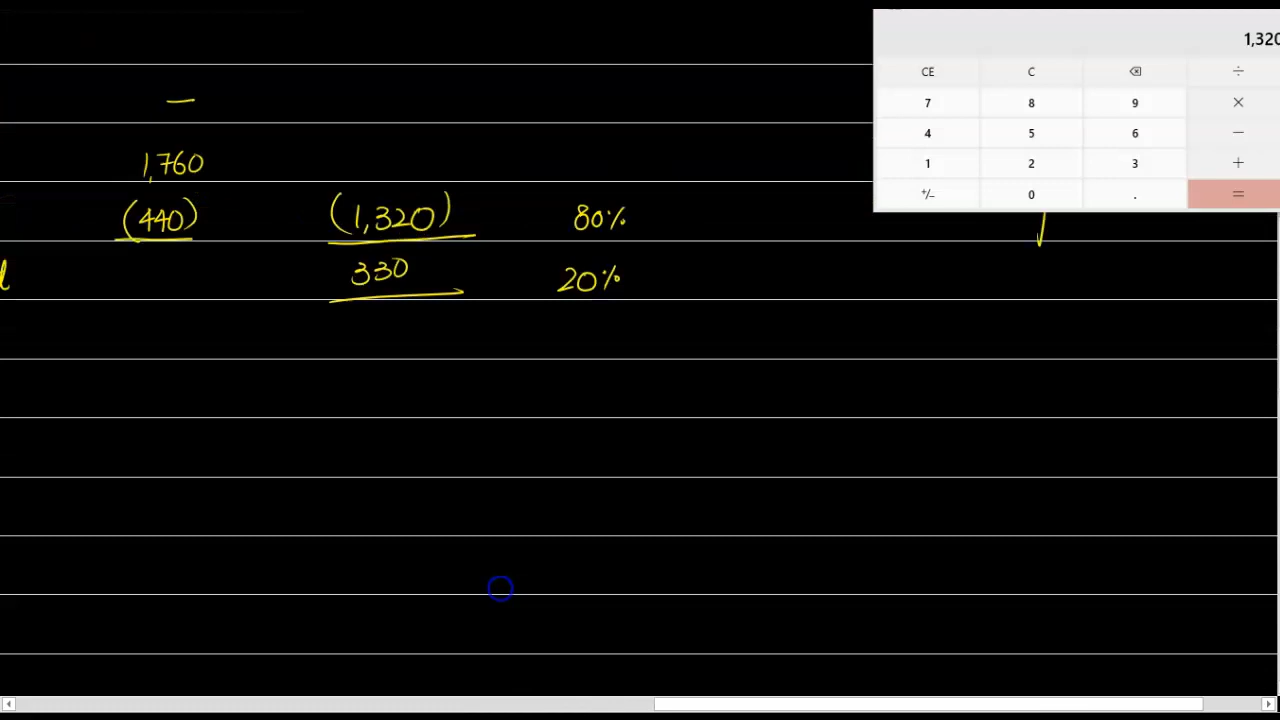 1,320
CE C ⌫ ÷
7 8 9 ×
4 5 6 −
1 2 3 +
+/− 0 . =
—
1,760
(440) (1,320) 80%
330 20%